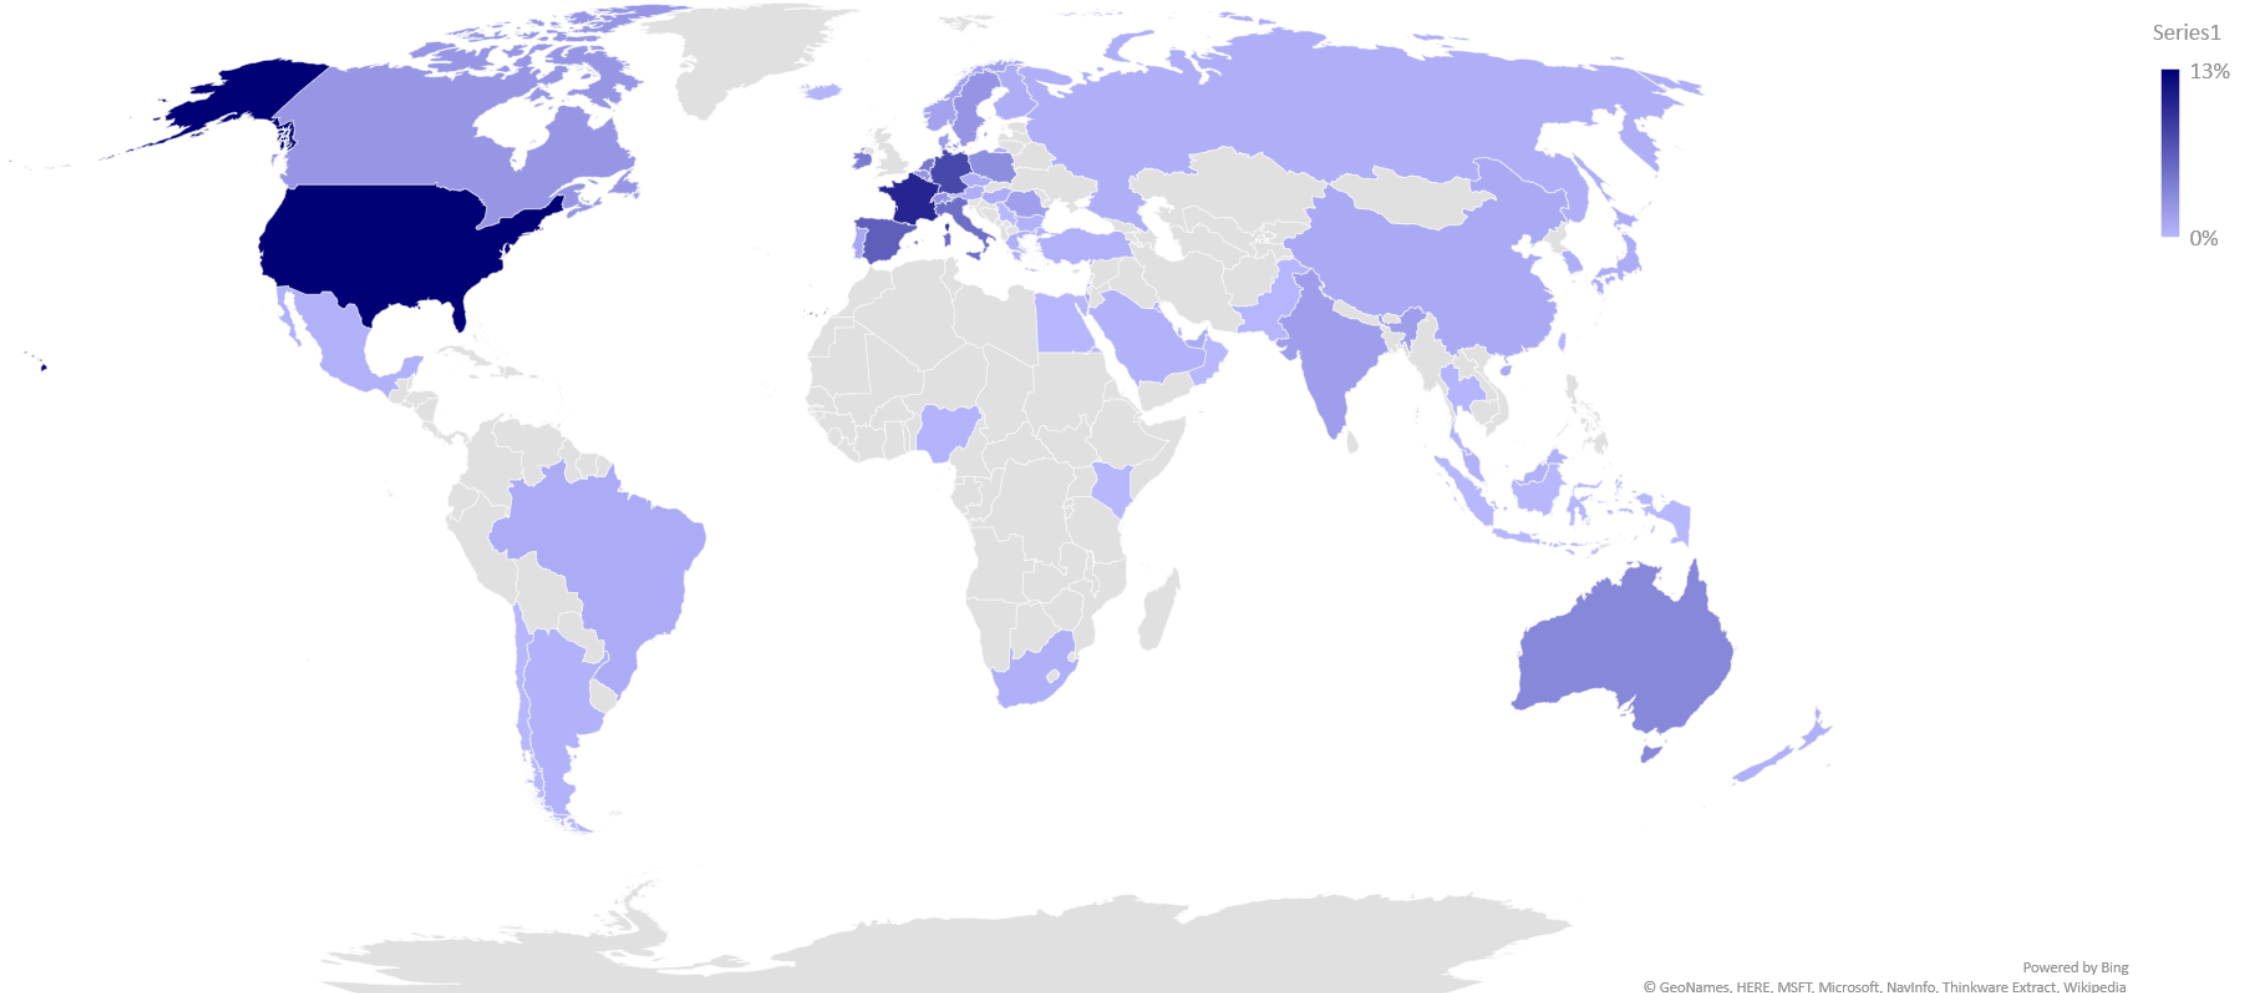 Series1
13%
0%
Powered by Bing
© GeoNames, HERE, MSFT, Microsoft, NavInfo, Thinkware Extract, Wikipedia